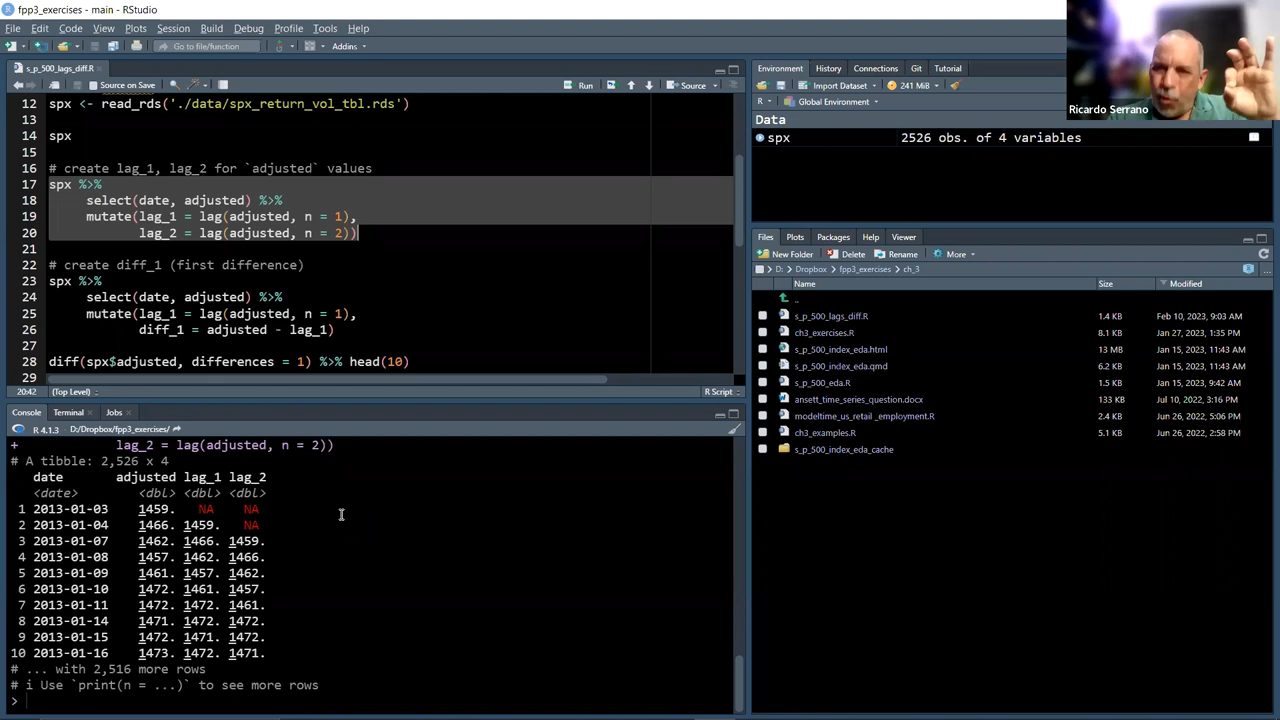 fpp3_exercises - main - RStudio
File Edit Code View Plots Session Build Debug Profile Tools Help
Go to file/function Addins
s_p_500_lags_diff.R
Source on Save Run Source
12 spx <- read_rds('./data/spx_return_vol_tbl.rds')
13
14 spx
15
16 # create lag_1, lag_2 for `adjusted` values
17 spx %>%
18 select(date, adjusted) %>%
19 mutate(lag_1 = lag(adjusted, n = 1),
20 lag_2 = lag(adjusted, n = 2))
21
22 # create diff_1 (first difference)
23 spx %>%
24 select(date, adjusted) %>%
25 mutate(lag_1 = lag(adjusted, n = 1),
26 diff_1 = adjusted - lag_1)
27
28 diff(spx$adjusted, differences = 1) %>% head(10)
29
20:42 (Top Level) R Script
Console Terminal Jobs
R 4.1.3 D:/Dropbox/fpp3_exercises/
+ lag_2 = lag(adjusted, n = 2))
# A tibble: 2,526 x 4
date adjusted lag_1 lag_2
<date> <dbl> <dbl> <dbl>
1 2013-01-03 1459. NA NA
2 2013-01-04 1466. 1459. NA
3 2013-01-07 1462. 1466. 1459.
4 2013-01-08 1457. 1462. 1466.
5 2013-01-09 1461. 1457. 1462.
6 2013-01-10 1472. 1461. 1457.
7 2013-01-11 1472. 1472. 1461.
8 2013-01-14 1471. 1472. 1472.
9 2013-01-15 1472. 1471. 1472.
10 2013-01-16 1473. 1472. 1471.
# ... with 2,516 more rows
# i Use `print(n = ...)` to see more rows
>
Environment History Connections Git Tutorial
Import Dataset 241 MiB
R Global Environment
Data
spx 2526 obs. of 4 variables
Ricardo Serrano
Files Plots Packages Help Viewer
New Folder Delete Rename More
D: Dropbox fpp3_exercises ch_3
Name Size Modified
..
s_p_500_lags_diff.R 1.4 KB Feb 10, 2023, 9:03 AM
ch3_exercises.R 8.1 KB Jan 27, 2023, 1:35 PM
s_p_500_index_eda.html 13 MB Jan 15, 2023, 11:43 AM
s_p_500_index_eda.qmd 6.2 KB Jan 15, 2023, 11:43 AM
s_p_500_eda.R 1.5 KB Jan 15, 2023, 9:42 AM
ansett_time_series_question.docx 133 KB Jul 10, 2022, 3:16 PM
modeltime_us_retail _employment.R 2.4 KB Jun 26, 2022, 5:06 PM
ch3_examples.R 5.1 KB Jun 26, 2022, 2:58 PM
s_p_500_index_eda_cache